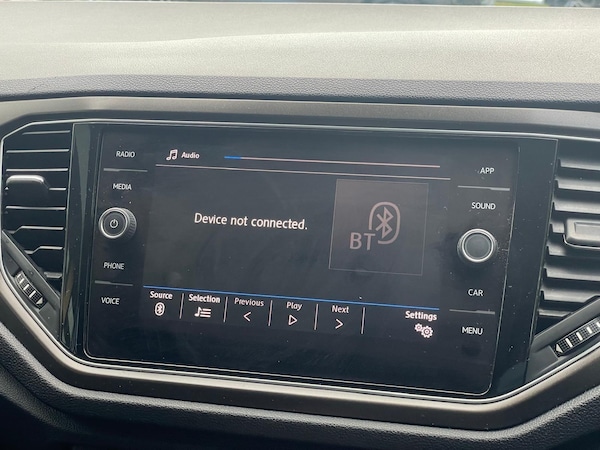 RADIO
MEDIA
PHONE
VOICE
Audio
Device not connected.
BT
Source
Selection
Previous
Play
Next
Settings
APP
SOUND
CAR
MENU